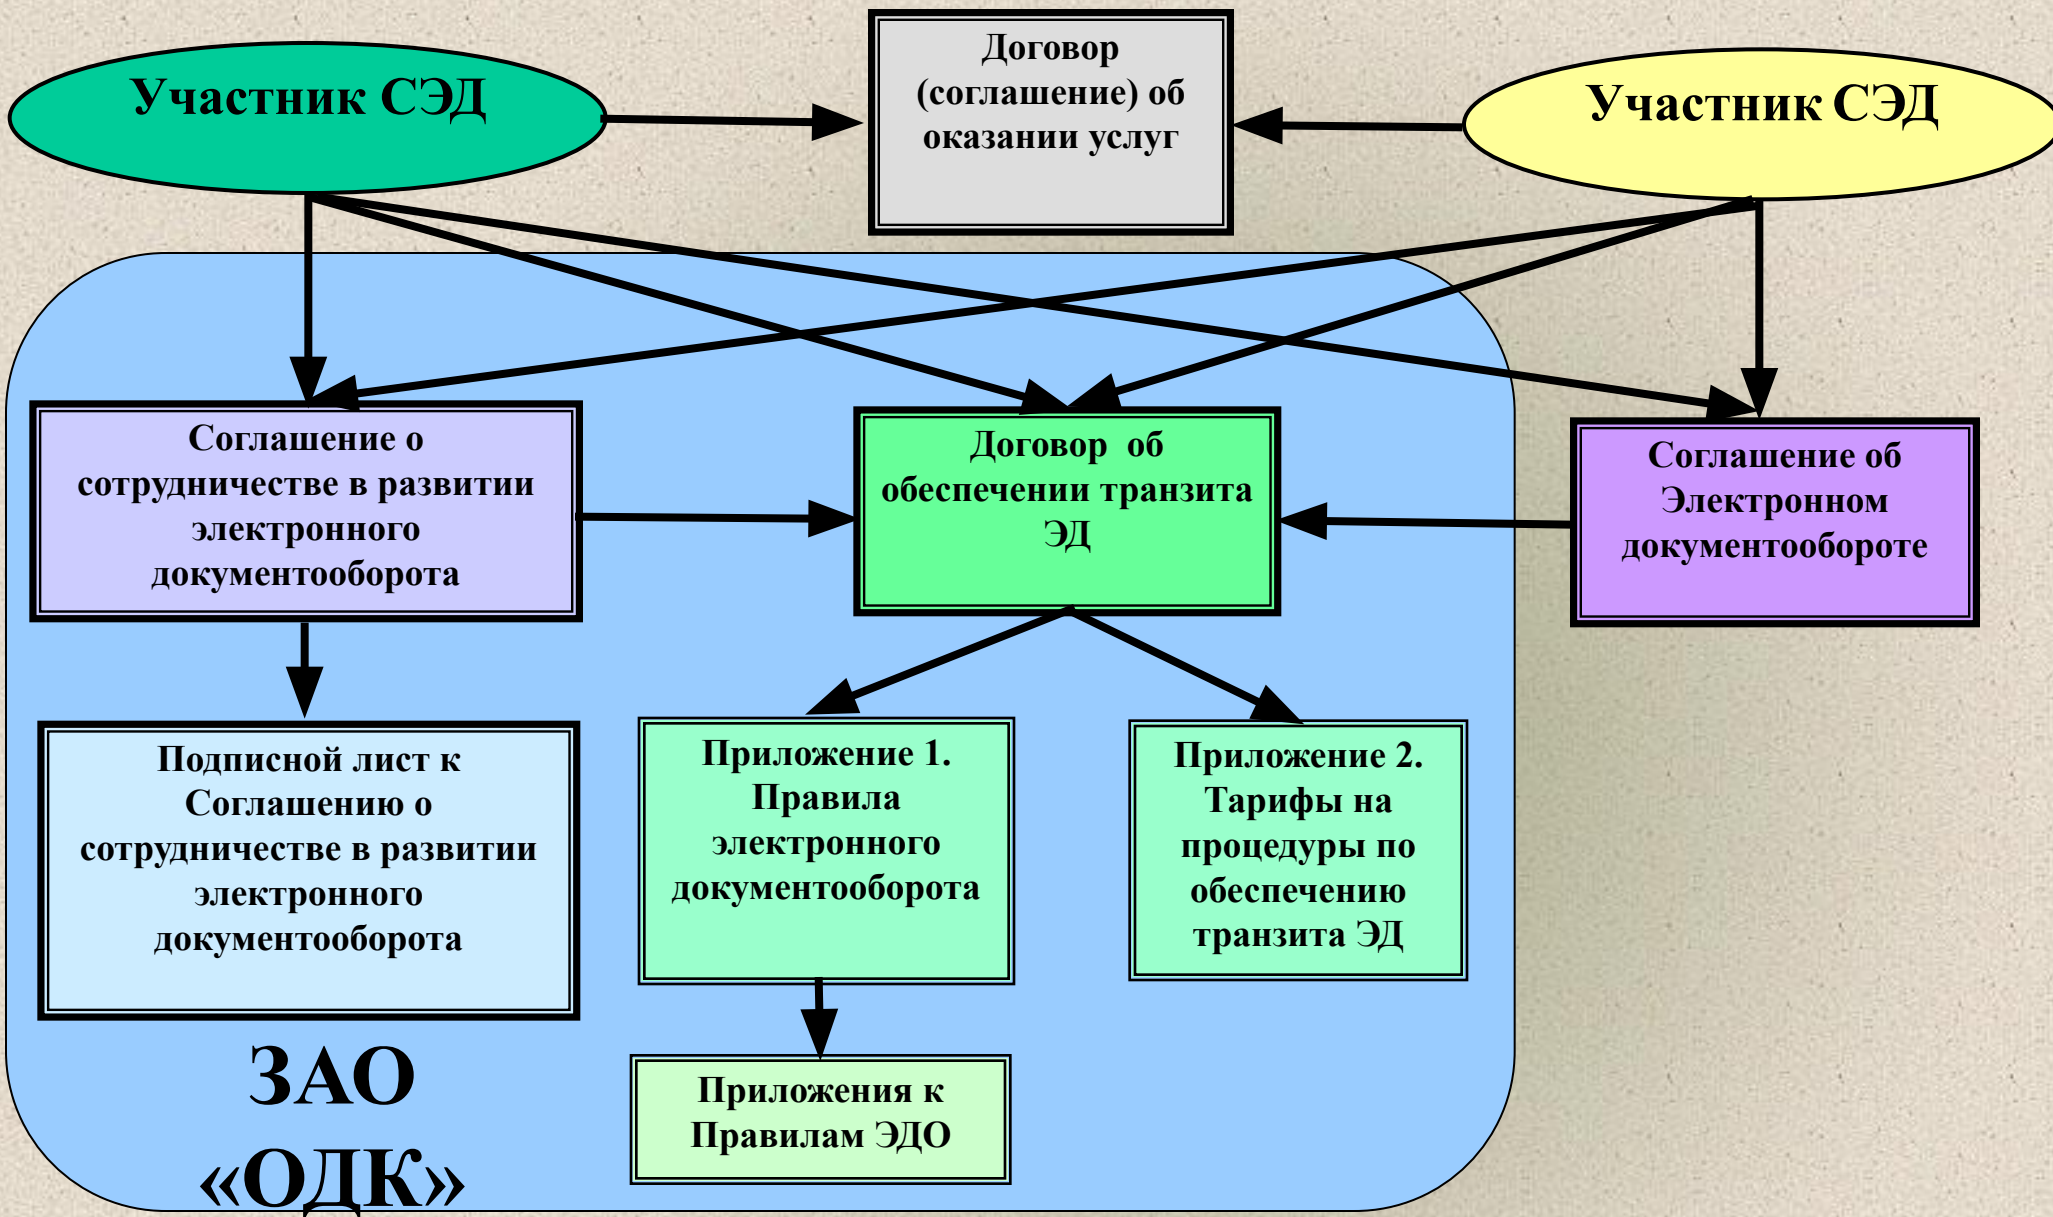 Участник СЭД
Договор
(соглашение) об
оказании услуг
Участник СЭД
Соглашение о
сотрудничестве в развитии
электронного
документооборота
Договор об
обеспечении транзита
ЭД
Соглашение об
Электронном
документообороте
Подписной лист к
Соглашению о
сотрудничестве в развитии
электронного
документооборота
Приложение 1.
Правила
электронного
документооборота
Приложение 2.
Тарифы на
процедуры по
обеспечению
транзита ЭД
Приложения к
Правилам ЭДО
ЗАО
«ОДК»